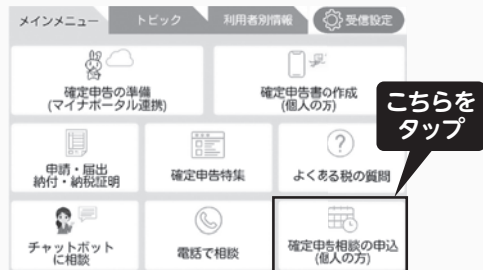 メインメニュー
トピック
利用者別情報
受信設定
確定申告の準備
(マイナポータル連携)
確定申告書の作成
(個人の方)
こちらを
タップ
申請・届出
納付・納税証明
確定申告特集
よくある税の質問
チャットボット
に相談
電話で相談
確定申告相談の申込
(個人の方)